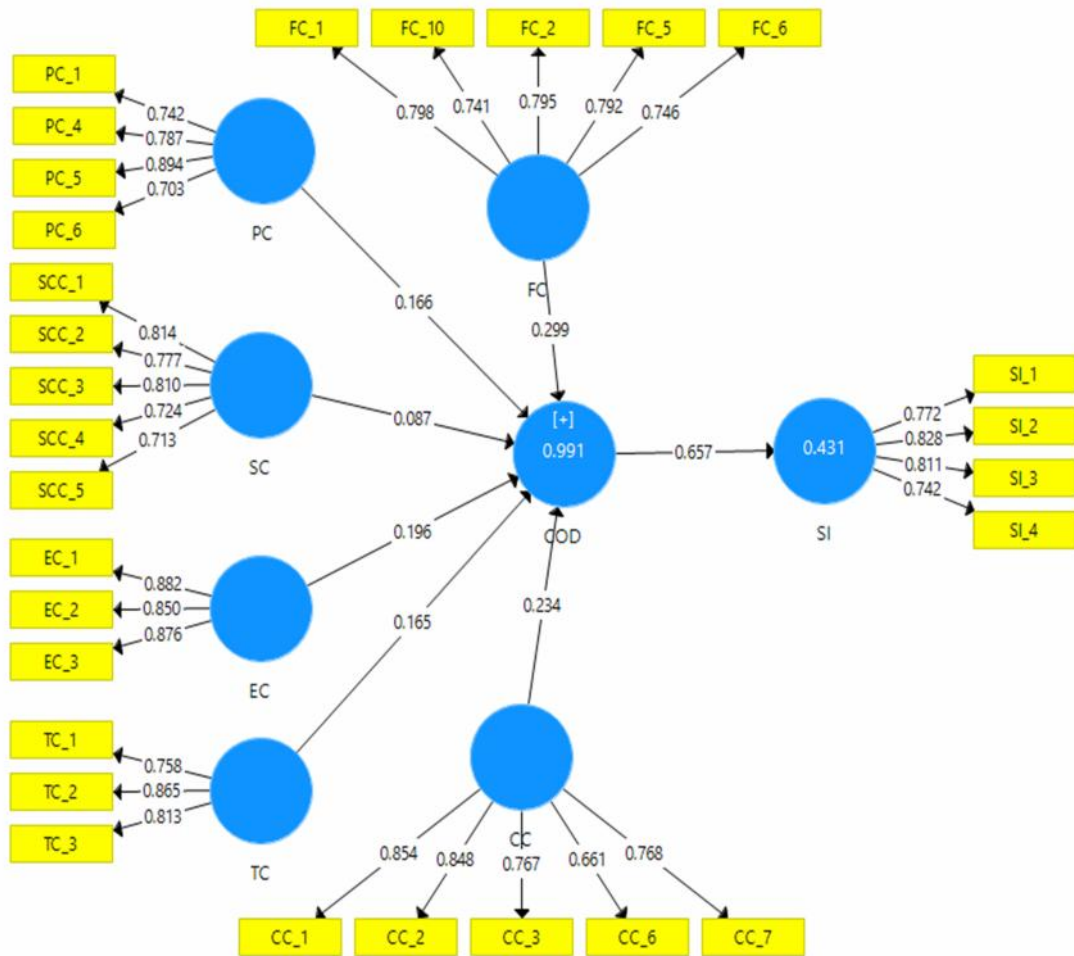 FC_1 FC_10 FC_2 FC_5 FC_6
0.798 0.741 0.795 0.792 0.746
FC
0.299
PC_1
PC_4
PC_5
PC_6
0.742
0.787
0.894
0.703
PC
0.166
SCC_1
SCC_2
SCC_3
SCC_4
SCC_5
0.814
0.777
0.810
0.724
0.713
SC
0.087
[+]
0.991
COD
0.657
0.431
SI
0.772
0.828
0.811
0.742
SI_1
SI_2
SI_3
SI_4
EC_1
EC_2
EC_3
0.882
0.850
0.876
EC
0.196
TC_1
TC_2
TC_3
0.758
0.865
0.813
TC
0.165
0.234
CC
0.854 0.848 0.767 0.661 0.768
CC_1 CC_2 CC_3 CC_6 CC_7